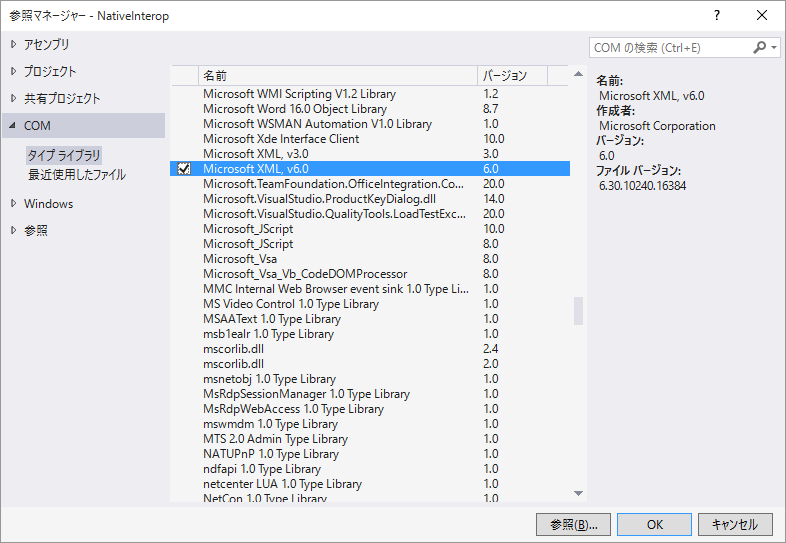 参照マネージャー - NativeInterop
アセンブリ
プロジェクト
共有プロジェクト
COM
タイプ ライブラリ
最近使用したファイル
Windows
参照
名前 バージョン
Microsoft WMI Scripting V1.2 Library 1.2
Microsoft Word 16.0 Object Library 8.7
Microsoft WSMAN Automation V1.0 Library 1.0
Microsoft Xde Interface Client 10.0
Microsoft XML, v3.0 3.0
Microsoft XML, v6.0 6.0
Microsoft.TeamFoundation.OfficeIntegration.Co... 20.0
Microsoft.VisualStudio.ProductKeyDialog.dll 14.0
Microsoft.VisualStudio.QualityTools.LoadTestExc... 20.0
Microsoft_JScript 10.0
Microsoft_JScript 8.0
Microsoft_Vsa 8.0
Microsoft_Vsa_Vb_CodeDOMProcessor 8.0
MMC Internal Web Browser event sink 1.0 Type Li... 1.0
MS Video Control 1.0 Type Library 1.0
MSAAText 1.0 Type Library 1.0
msb1ealr 1.0 Type Library 1.0
mscorlib.dll 2.4
mscorlib.dll 2.0
msnetobj 1.0 Type Library 1.0
MsRdpSessionManager 1.0 Type Library 1.0
MsRdpWebAccess 1.0 Type Library 1.0
mswmdm 1.0 Type Library 1.0
MTS 2.0 Admin Type Library 1.0
NATUPnP 1.0 Type Library 1.0
ndfapi 1.0 Type Library 1.0
netcenter LUA 1.0 Type Library 1.0
NetCon 1.0 Type Library 1.0
COM の検索 (Ctrl+E)
名前:
Microsoft XML, v6.0
作成者:
Microsoft Corporation
バージョン:
6.0
ファイル バージョン:
6.30.10240.16384
参照(B)... OK キャンセル